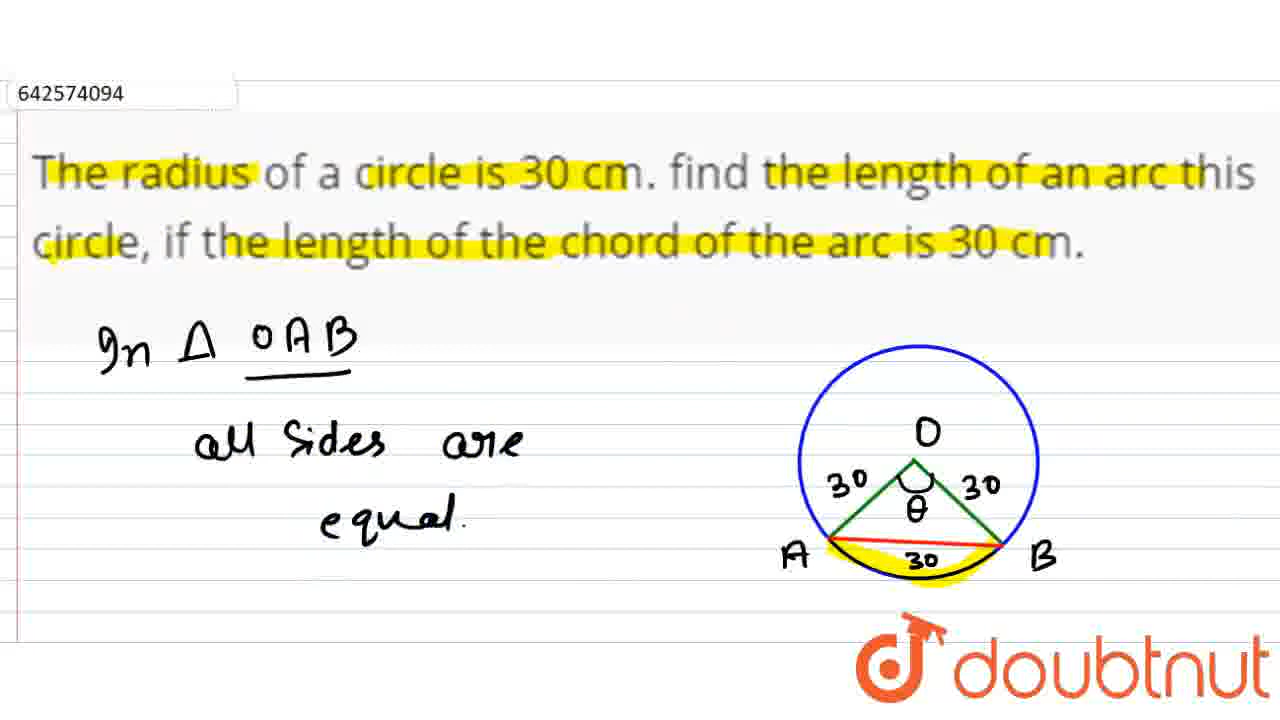 642574094
The radius of a circle is 30 cm. find the length of an arc this
circle, if the length of the chord of the arc is 30 cm.
In Δ OAB
all sides are
equal.
O
30 30
θ
A 30 B
doubtnut